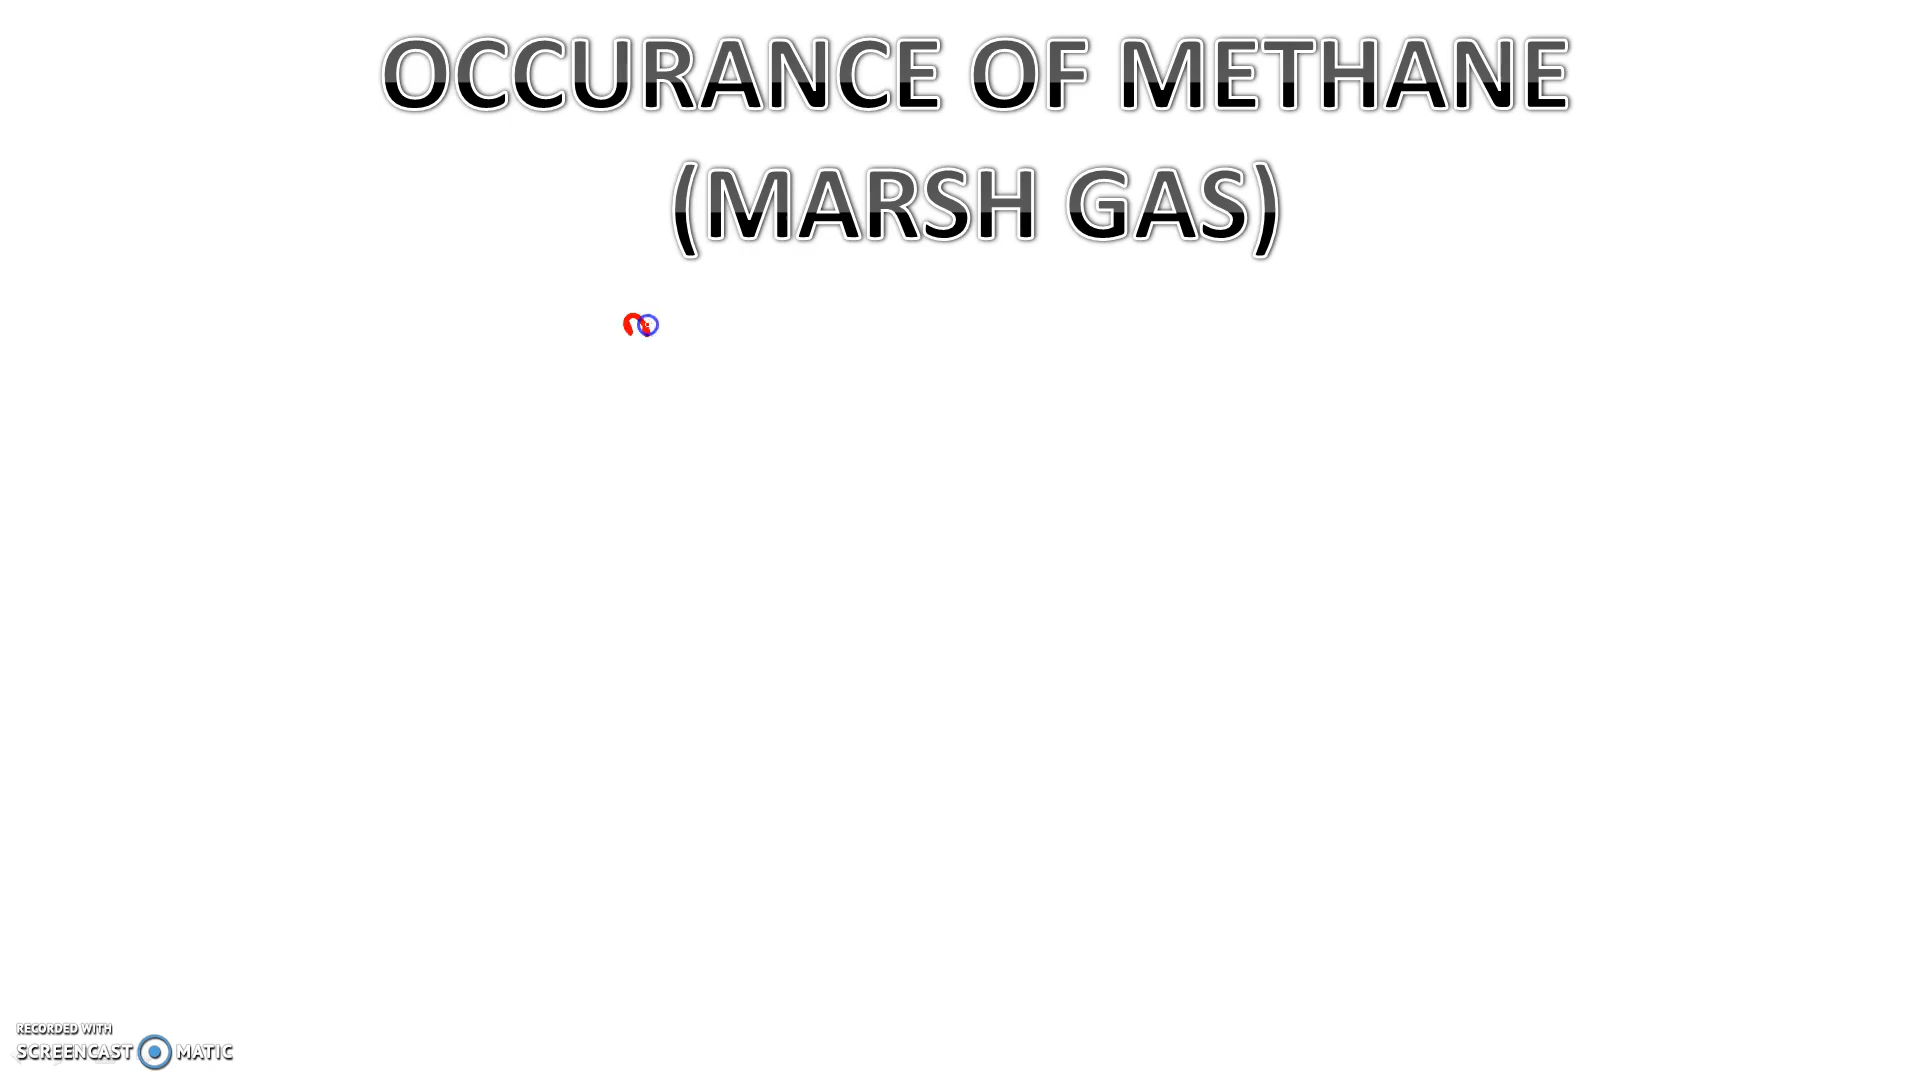 OCCURANCE OF METHANE
(MARSH GAS)
RECORDED WITH
SCREENCAST MATIC